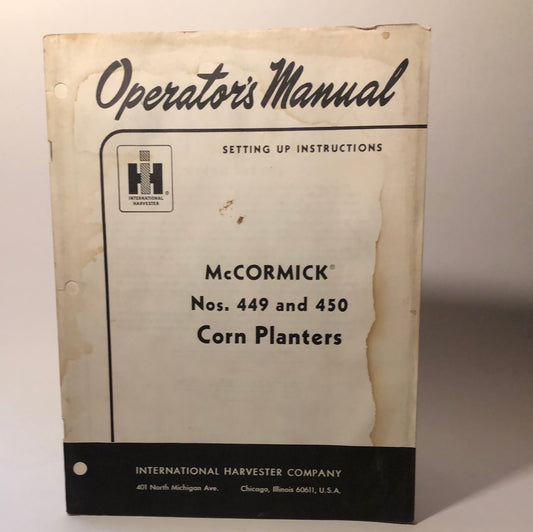 Operator's Manual
SETTING UP INSTRUCTIONS
IH
®
INTERNATIONAL
HARVESTER
McCORMICK®
Nos. 449 and 450
Corn Planters
INTERNATIONAL HARVESTER COMPANY
401 North Michigan Ave. Chicago, Illinois 60611, U.S.A.